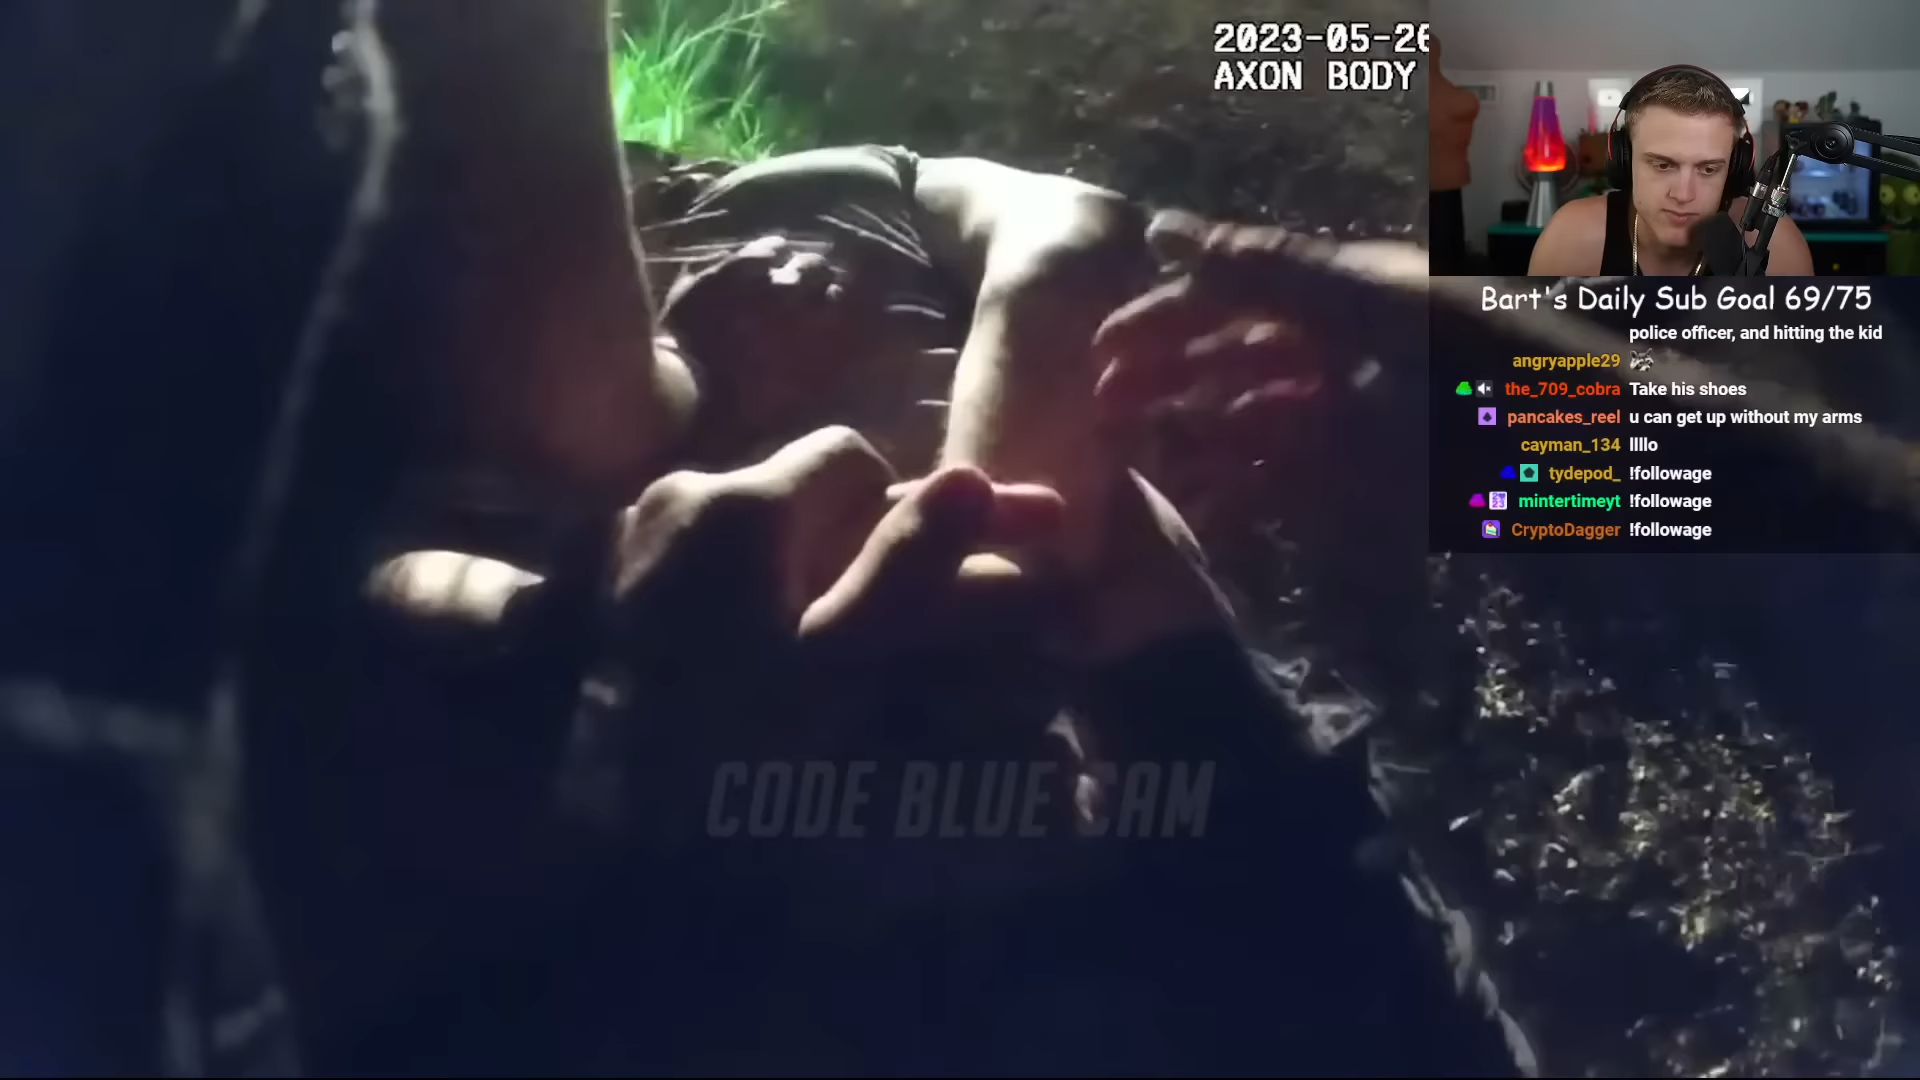 2023-05-26
AXON BODY
Bart's Daily Sub Goal 69/75
police officer, and hitting the kid
angryapple29
the_709_cobra Take his shoes
pancakes_reel u can get up without my arms
cayman_134 llllo
tydepod_ !followage
mintertimeyt !followage
CryptoDagger !followage
CODE BLUE CAM